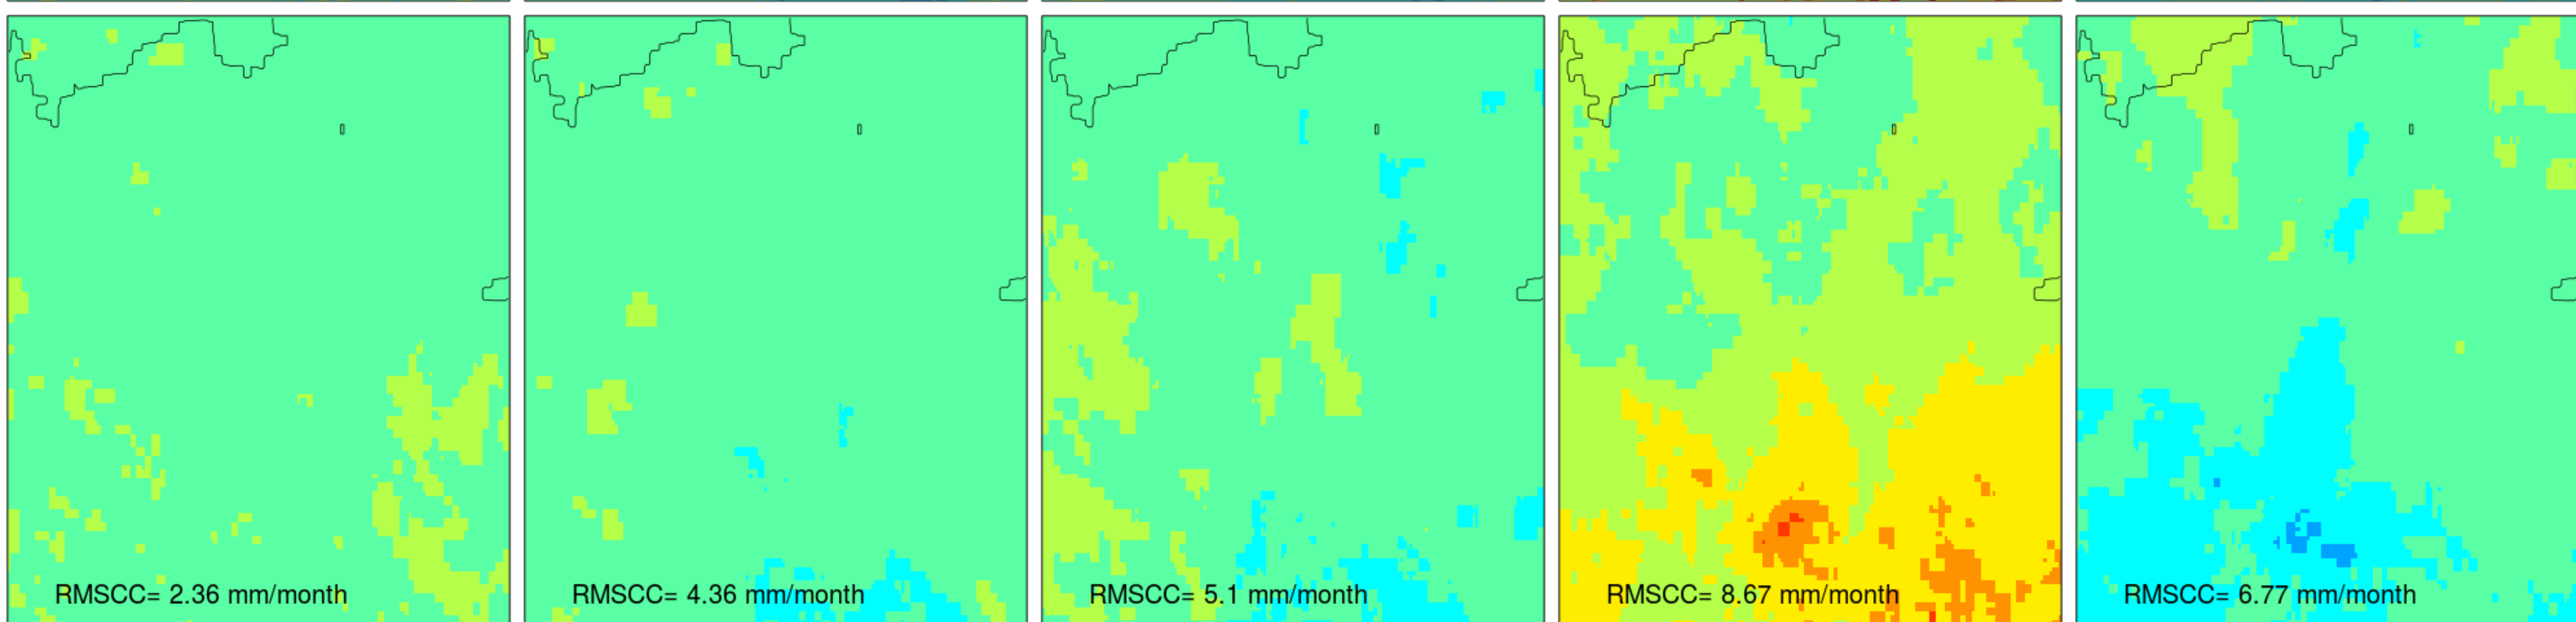 RMSCC= 2.36 mm/month
RMSCC= 4.36 mm/month
RMSCC= 5.1 mm/month
RMSCC= 8.67 mm/month
RMSCC= 6.77 mm/month